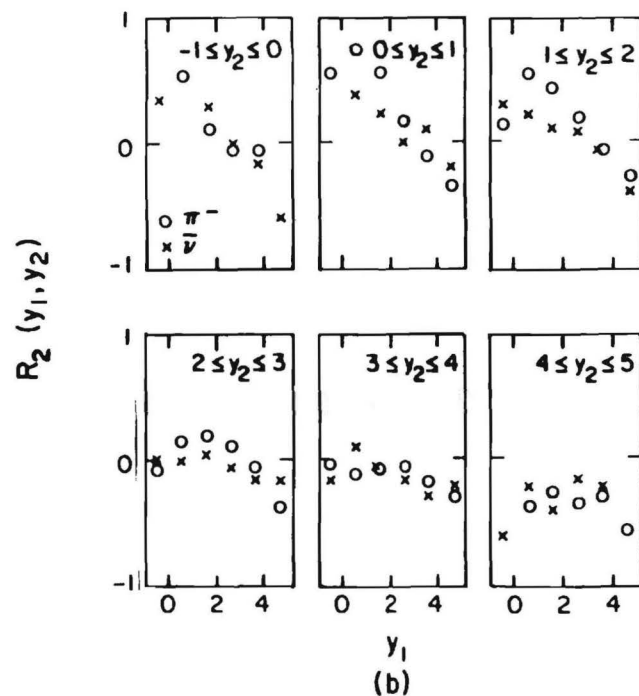 -1 ≤ y₂ ≤ 0
0 ≤ y₂ ≤ 1
1 ≤ y₂ ≤ 2
1
0
-1
o π⁻
x ν̄
R₂ (y₁, y₂)
2 ≤ y₂ ≤ 3
3 ≤ y₂ ≤ 4
4 ≤ y₂ ≤ 5
1
0
-1
0 2 4 0 2 4 0 2 4
y₁
(b)